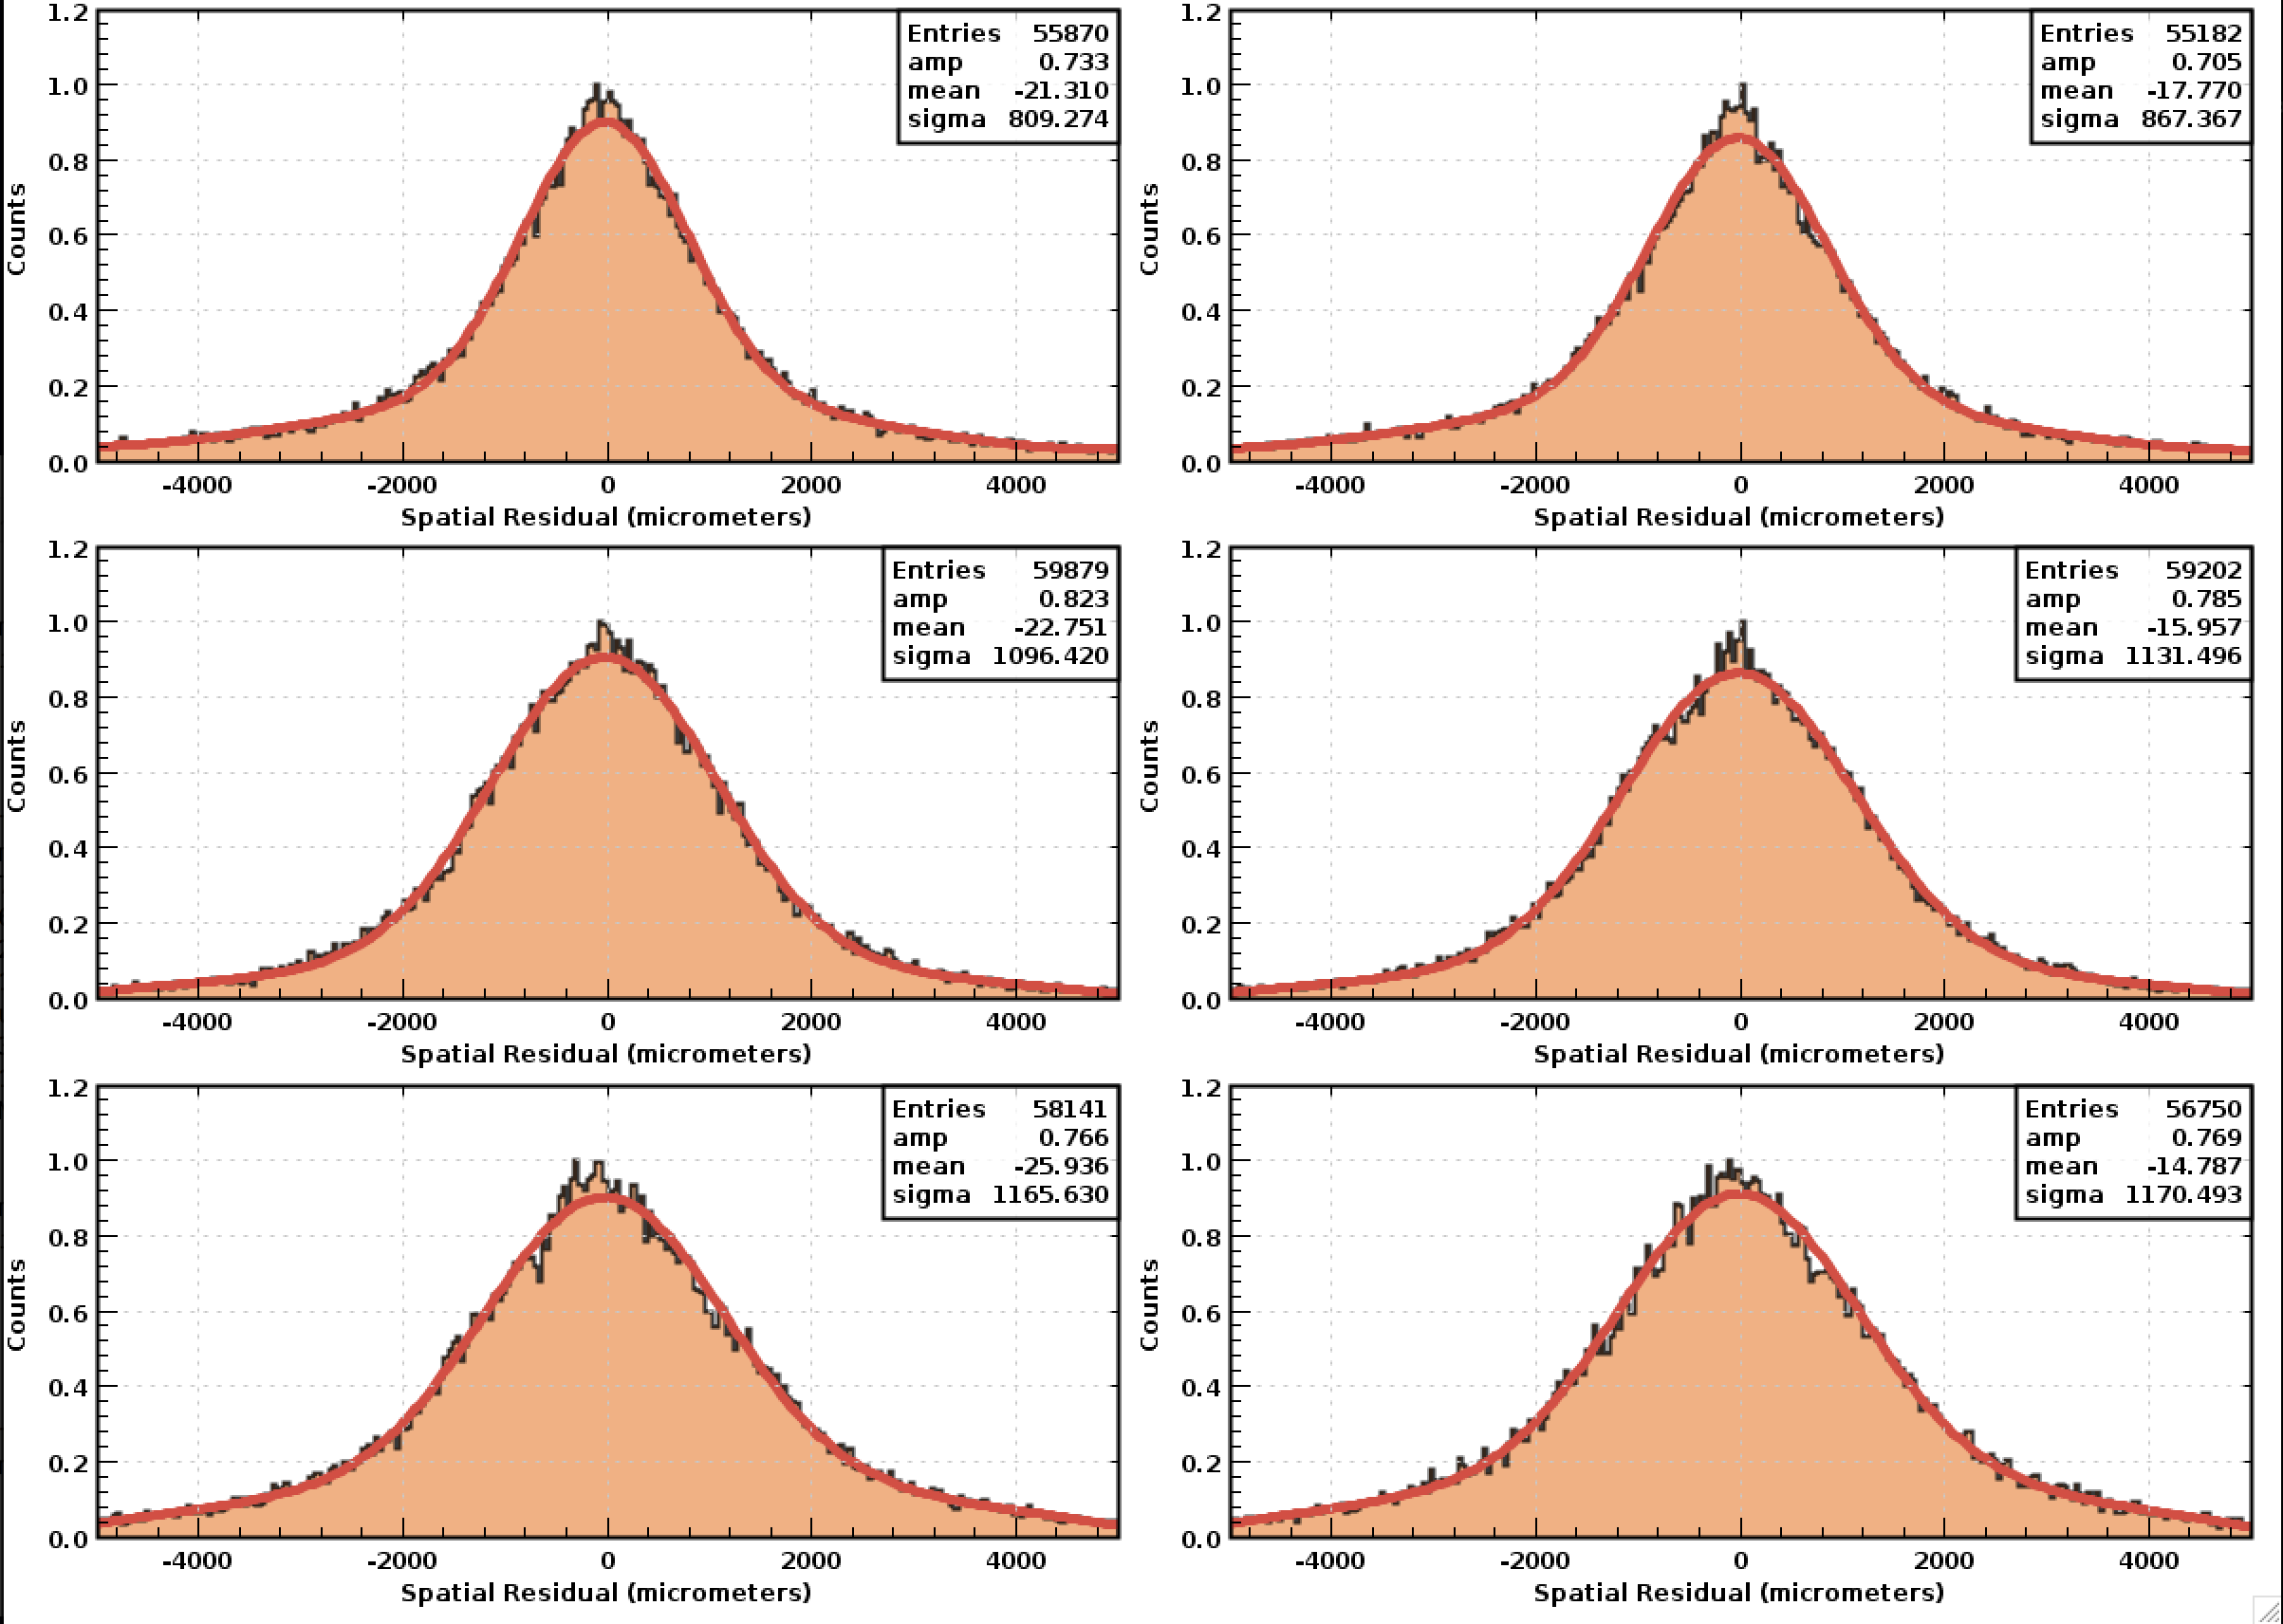 1.2
1.0
0.8
0.6
0.4
0.2
0.0
Counts
Entries 55870
amp 0.733
mean -21.310
sigma 809.274
-4000 -2000 0 2000 4000
Spatial Residual (micrometers)
1.2
1.0
0.8
0.6
0.4
0.2
0.0
Counts
Entries 55182
amp 0.705
mean -17.770
sigma 867.367
-4000 -2000 0 2000 4000
Spatial Residual (micrometers)
1.2
1.0
0.8
0.6
0.4
0.2
0.0
Counts
Entries 59879
amp 0.823
mean -22.751
sigma 1096.420
-4000 -2000 0 2000 4000
Spatial Residual (micrometers)
1.2
1.0
0.8
0.6
0.4
0.2
0.0
Counts
Entries 59202
amp 0.785
mean -15.957
sigma 1131.496
-4000 -2000 0 2000 4000
Spatial Residual (micrometers)
1.2
1.0
0.8
0.6
0.4
0.2
0.0
Counts
Entries 58141
amp 0.766
mean -25.936
sigma 1165.630
-4000 -2000 0 2000 4000
Spatial Residual (micrometers)
1.2
1.0
0.8
0.6
0.4
0.2
0.0
Counts
Entries 56750
amp 0.769
mean -14.787
sigma 1170.493
-4000 -2000 0 2000 4000
Spatial Residual (micrometers)